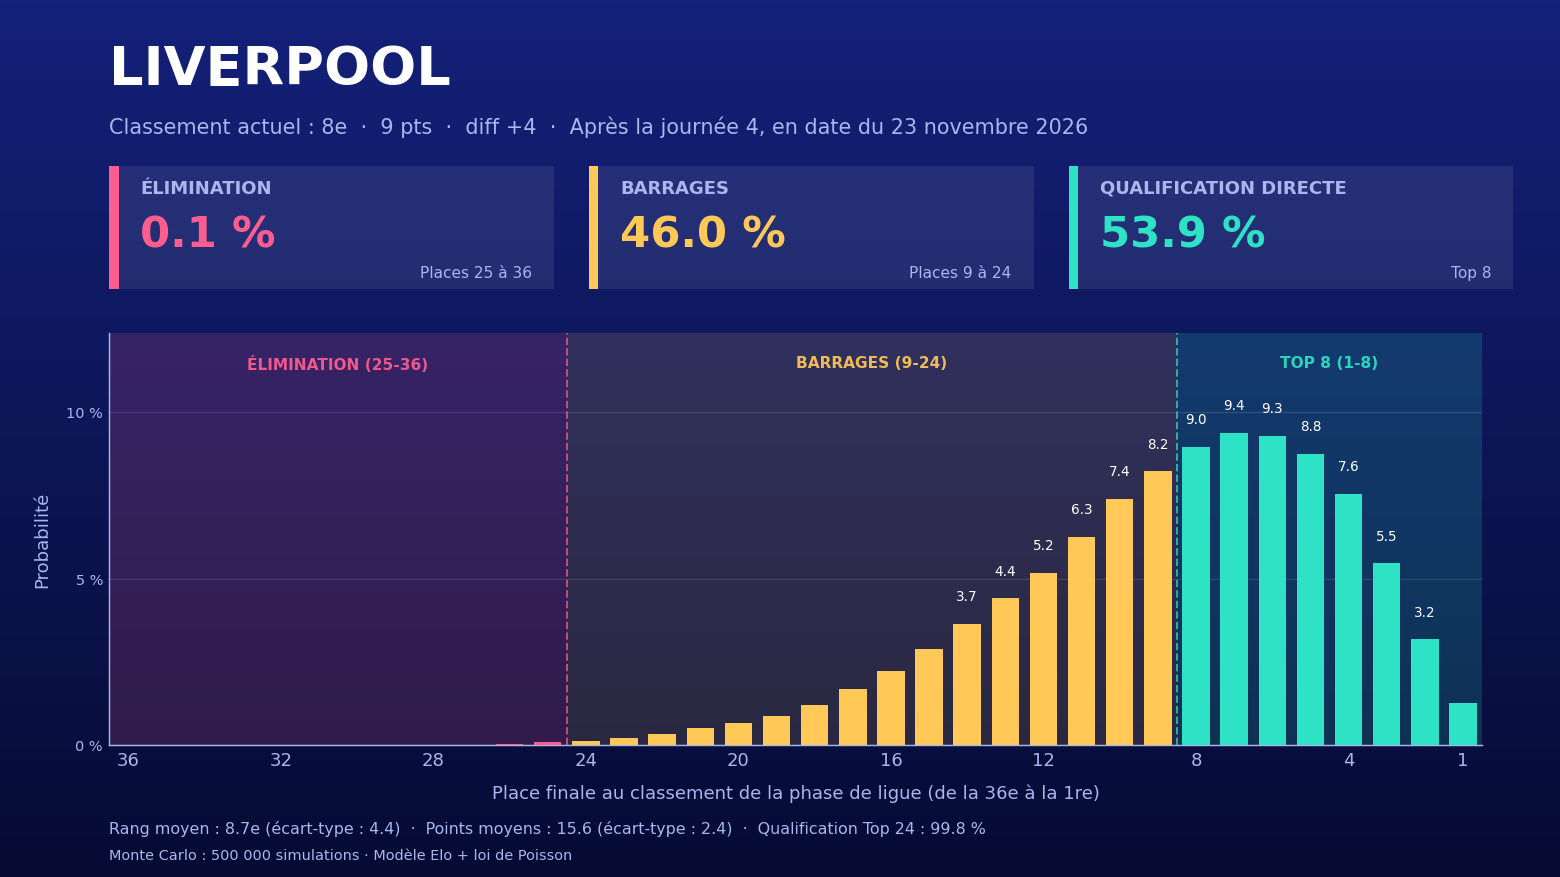 LIVERPOOL
Classement actuel : 8e · 9 pts · diff +4 · Après la journée 4, en date du 23 novembre 2026
ÉLIMINATION
0.1 %
Places 25 à 36
BARRAGES
46.0 %
Places 9 à 24
QUALIFICATION DIRECTE
53.9 %
Top 8
ÉLIMINATION (25-36)
BARRAGES (9-24)
TOP 8 (1-8)
Probabilité
10 %
5 %
0 %
3.7
4.4
5.2
6.3
7.4
8.2
9.0
9.4
9.3
8.8
7.6
5.5
3.2
36 32 28 24 20 16 12 8 4 1
Place finale au classement de la phase de ligue (de la 36e à la 1re)
Rang moyen : 8.7e (écart-type : 4.4) · Points moyens : 15.6 (écart-type : 2.4) · Qualification Top 24 : 99.8 %
Monte Carlo : 500 000 simulations · Modèle Elo + loi de Poisson